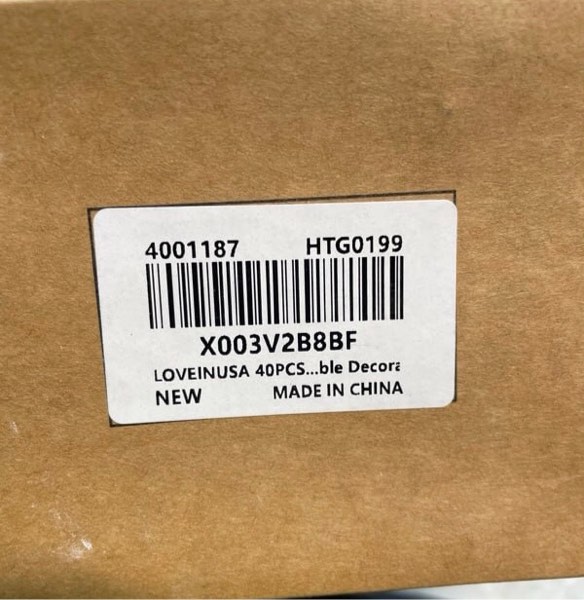 4001187 HTG0199
X003V2B8BF
LOVEINUSA 40PCS...ble Decora
NEW MADE IN CHINA